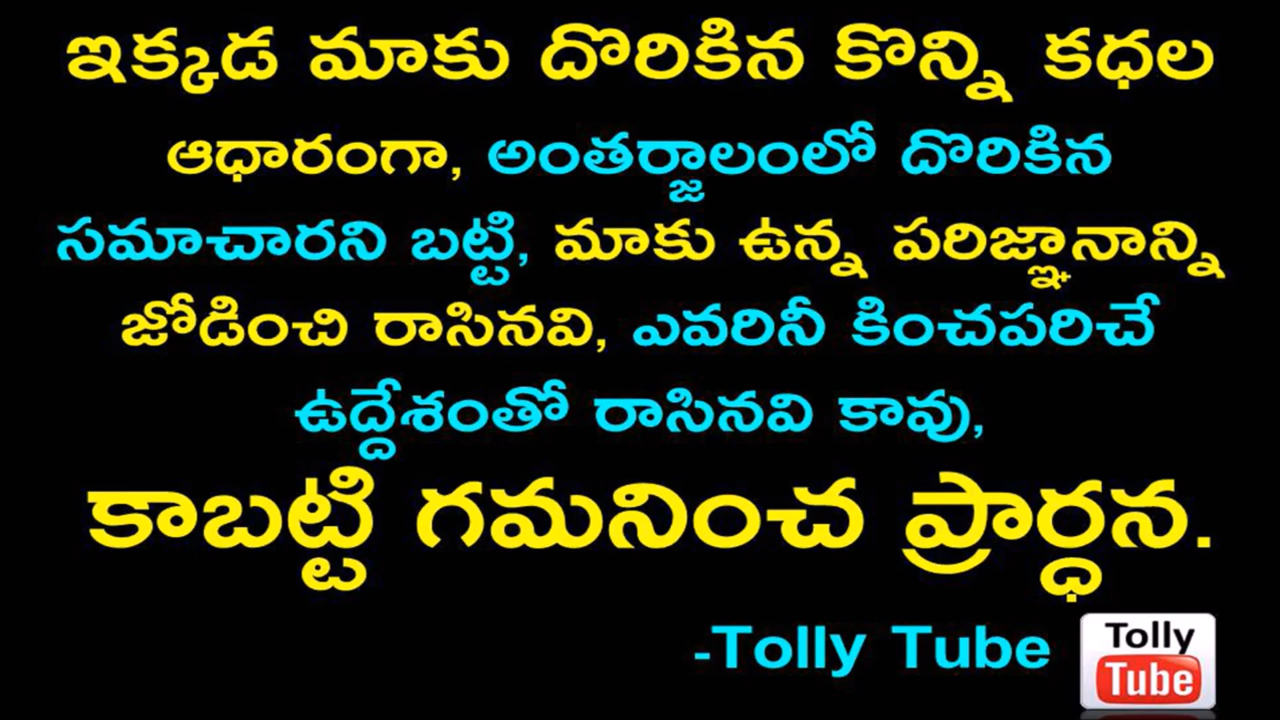 ఇక్కడ మాకు దొరికిన కొన్ని కధల
ఆధారంగా, అంతర్జాలంలో దొరికిన
సమాచారని బట్టి, మాకు ఉన్న పరిజ్ఞానాన్ని
జోడించి రాసినవి, ఎవరినీ కించపరిచే
ఉద్దేశంతో రాసినవి కావు,
కాబట్టి గమనించ ప్రార్ధన.
-Tolly Tube
Tolly
Tube